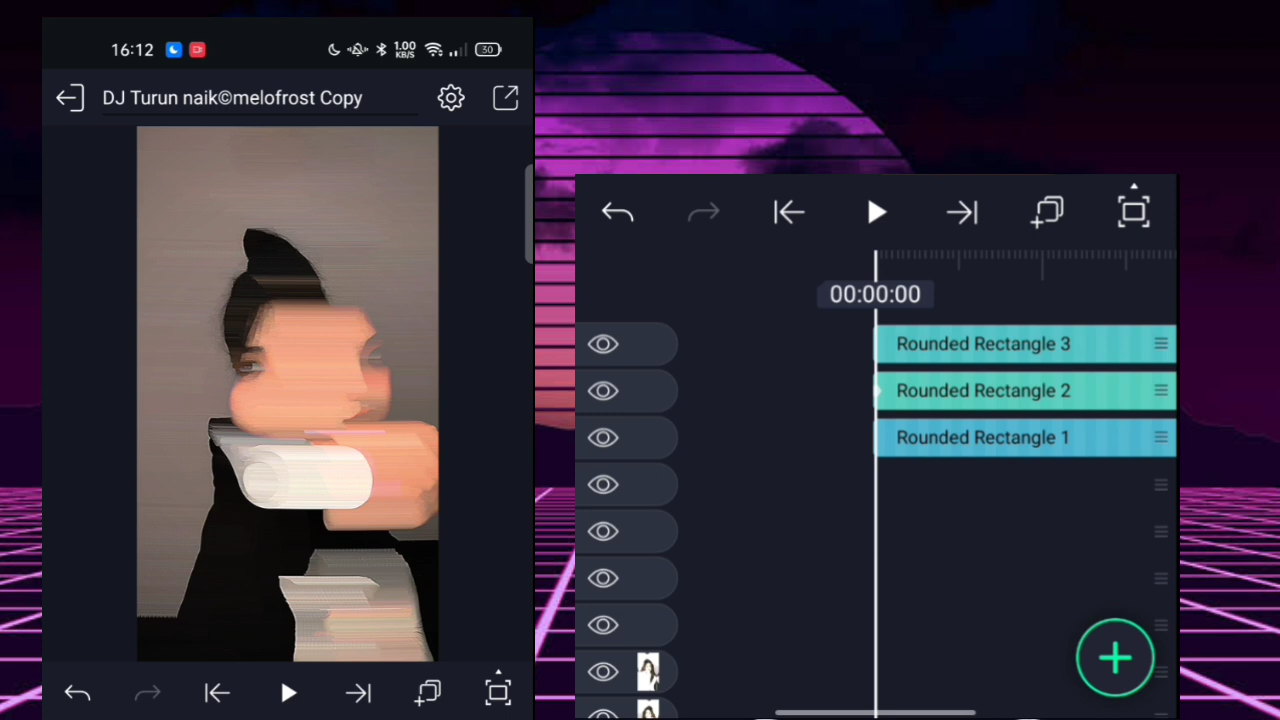 16:12
1.00
KB/S
30
DJ Turun naik©melofrost Copy
00:00:00
Rounded Rectangle 3
Rounded Rectangle 2
Rounded Rectangle 1